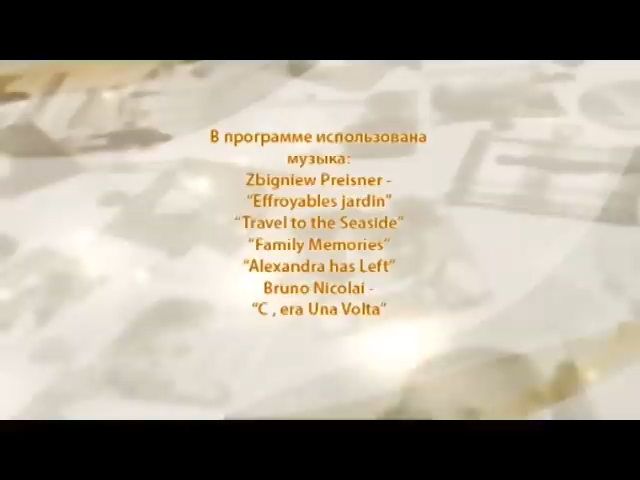 В программе использована
музыка:
Zbigniew Preisner -
“Effroyables jardin”
“Travel to the Seaside”
“Family Memories”
“Alexandra has Left”
Bruno Nicolai -
“C , era Una Volta”